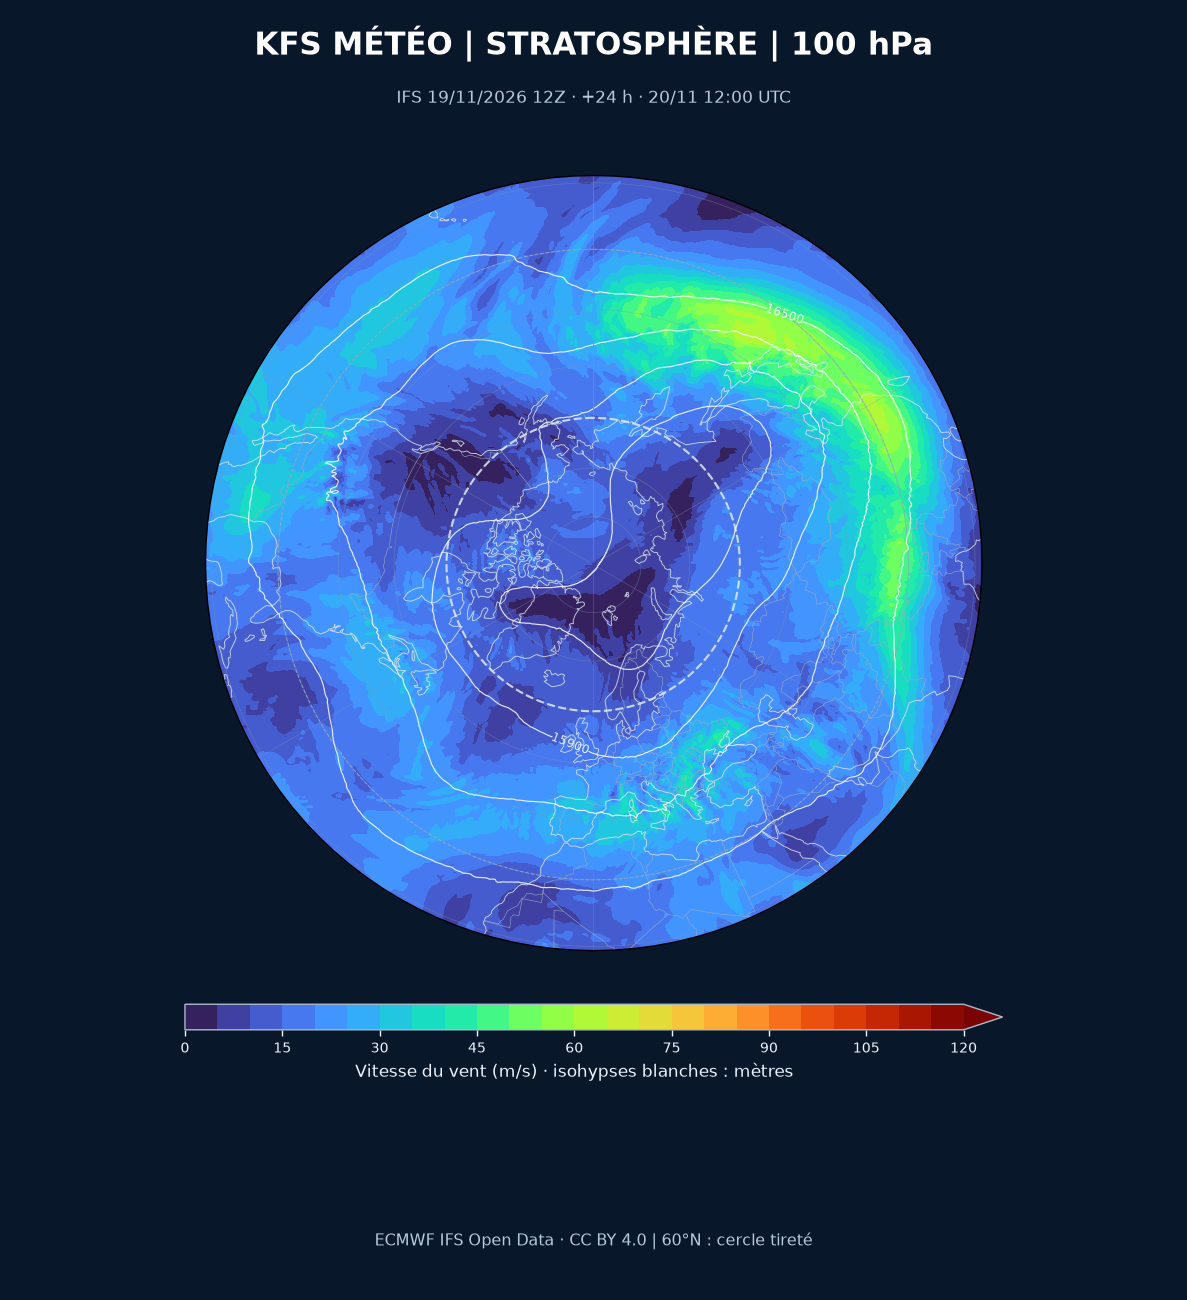 KFS MÉTÉO | STRATOSPHÈRE | 100 hPa
IFS 19/11/2026 12Z · +24 h · 20/11 12:00 UTC
16500
15900
0 15 30 45 60 75 90 105 120
Vitesse du vent (m/s) · isohypses blanches : mètres
ECMWF IFS Open Data · CC BY 4.0 | 60°N : cercle tireté